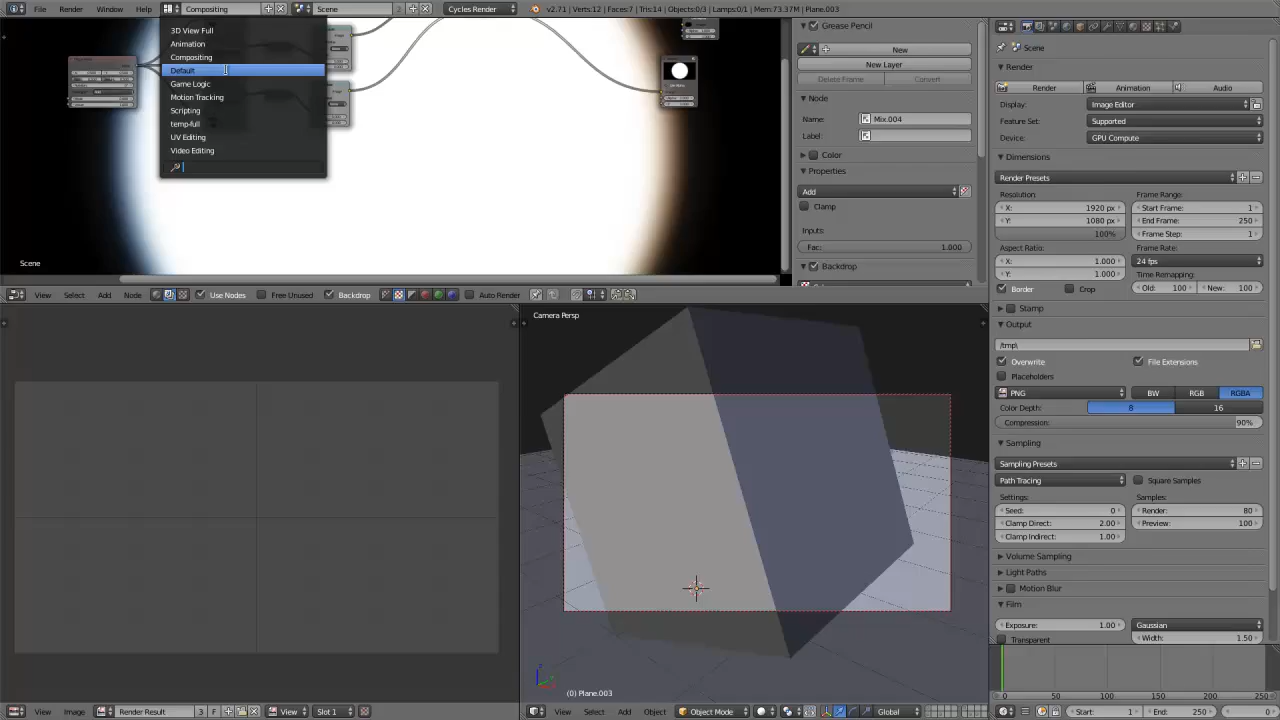 File Render Window Help Compositing Scene 2 Cycles Render v2.71 | Verts:12 | Faces:7 | Tris:14 | Objects:0/3 | Lamps:0/1 | Mem:73.37M | Plane.003
3D View Full
Animation
Compositing
Default
Game Logic
Motion Tracking
Scripting
temp-full
UV Editing
Video Editing
Scene
Grease Pencil
New
New Layer
Delete Frame Convert
Node
Name: Mix.004
Label:
Color
Properties
Add
Clamp
Inputs:
Fac: 1.000
Backdrop
View Select Add Node Use Nodes Free Unused Backdrop Auto Render
Camera Persp
(0) Plane.003
View Image Render Result 3 F View Slot 1
View Select Add Object Object Mode Global
Scene
Render
Render Animation Audio
Display: Image Editor
Feature Set: Supported
Device: GPU Compute
Dimensions
Render Presets
Resolution: Frame Range:
X: 1920 px Start Frame: 1
Y: 1080 px End Frame: 250
100% Frame Step: 1
Aspect Ratio: Frame Rate:
X: 1.000 24 fps
Y: 1.000 Time Remapping:
Border Crop Old: 100 New: 100
Stamp
Output
/tmp\
Overwrite File Extensions
Placeholders
PNG BW RGB RGBA
Color Depth: 8 16
Compression: 90%
Sampling
Sampling Presets
Path Tracing Square Samples
Settings: Samples:
Seed: 0 Render: 80
Clamp Direct: 2.00 Preview: 100
Clamp Indirect: 1.00
Volume Sampling
Light Paths
Motion Blur
Film
Exposure: 1.00 Gaussian
Transparent Width: 1.50
0 50 100 150 200 250
Start: 1 End: 250